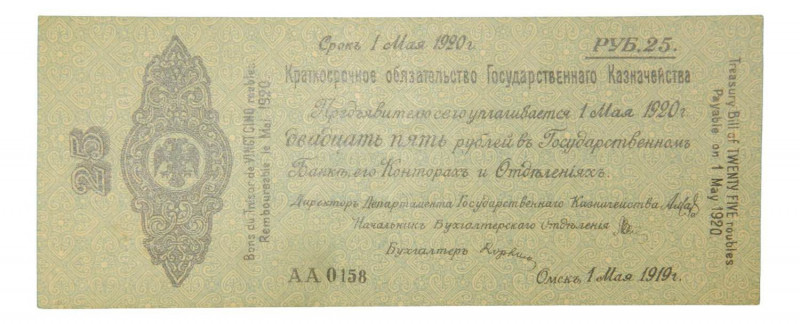 Срокъ 1 Мая 1920 г.
РУБ. 25.
Краткосрочное обязательство Государственнаго Казначейства
Предъявителю сего уплачивается 1 Мая 1920 г.
двадцать пять рублей въ Государственномъ
Банкѣ, его Конторахъ и Отдѣленіяхъ.
Директоръ Департамента Государственнаго Казначейства
Начальникъ Бухгалтерскаго Отдѣленія
Бухгалтеръ
АА 0158
Омскъ, 1 Мая 1919 г.
25
Bons du Trésor de VINGT CINQ roubles.
Remboursable le Mai 1920.
Treasury Bill of TWENTY FIVE roubles
Payable on 1 May 1920.